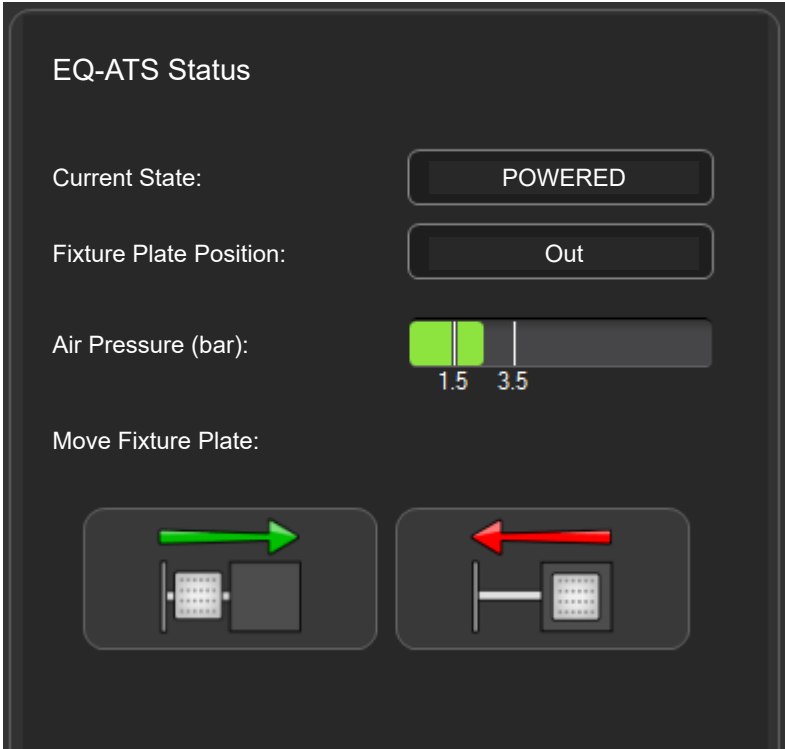 EQ-ATS Status
Current State: POWERED
Fixture Plate Position: Out
Air Pressure (bar):
1.5 3.5
Move Fixture Plate: